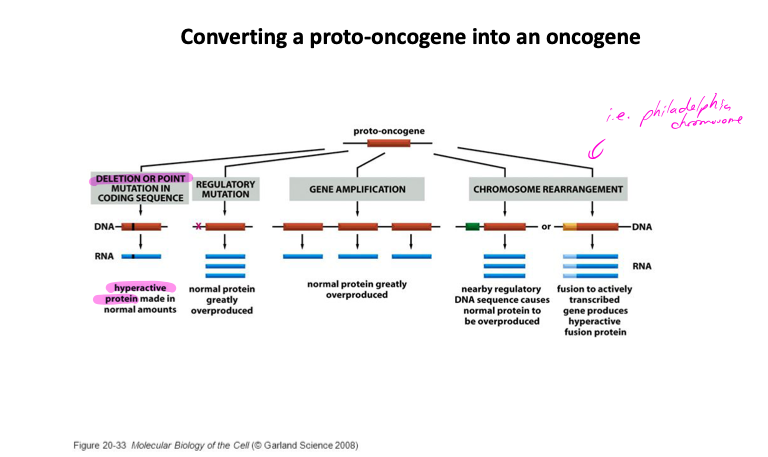 Converting a proto-oncogene into an oncogene
i.e. philadelphia
chromosome
proto-oncogene
DELETION OR POINT
MUTATION IN
CODING SEQUENCE
REGULATORY
MUTATION
GENE AMPLIFICATION
CHROMOSOME REARRANGEMENT
DNA
x
or
DNA
RNA
RNA
hyperactive
protein made in
normal amounts
normal protein
greatly
overproduced
normal protein greatly
overproduced
nearby regulatory
DNA sequence causes
normal protein to
be overproduced
fusion to actively
transcribed
gene produces
hyperactive
fusion protein
Figure 20-33 Molecular Biology of the Cell (© Garland Science 2008)